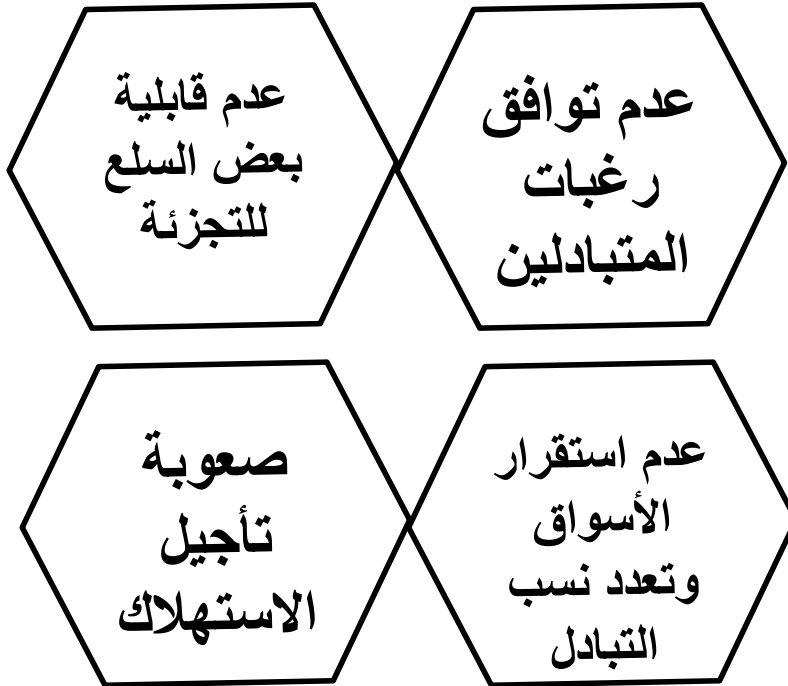 عدم توافق
رغبات
المتبادلين
عدم قابلية
بعض السلع
للتجزئة
عدم استقرار
الأسواق
وتعدد نسب
التبادل
صعوبة
تأجيل
الاستهلاك